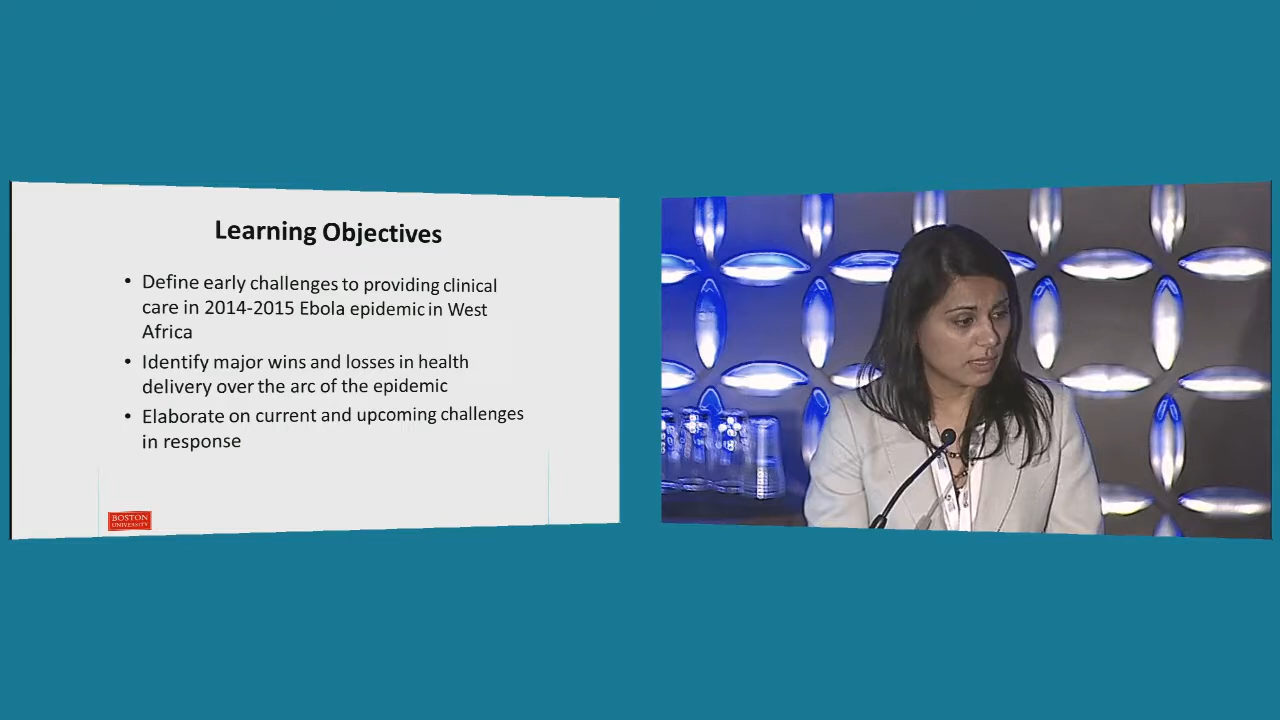 Learning Objectives
• Define early challenges to providing clinical
care in 2014-2015 Ebola epidemic in West
Africa
• Identify major wins and losses in health
delivery over the arc of the epidemic
• Elaborate on current and upcoming challenges
in response
BOSTON
UNIVERSITY